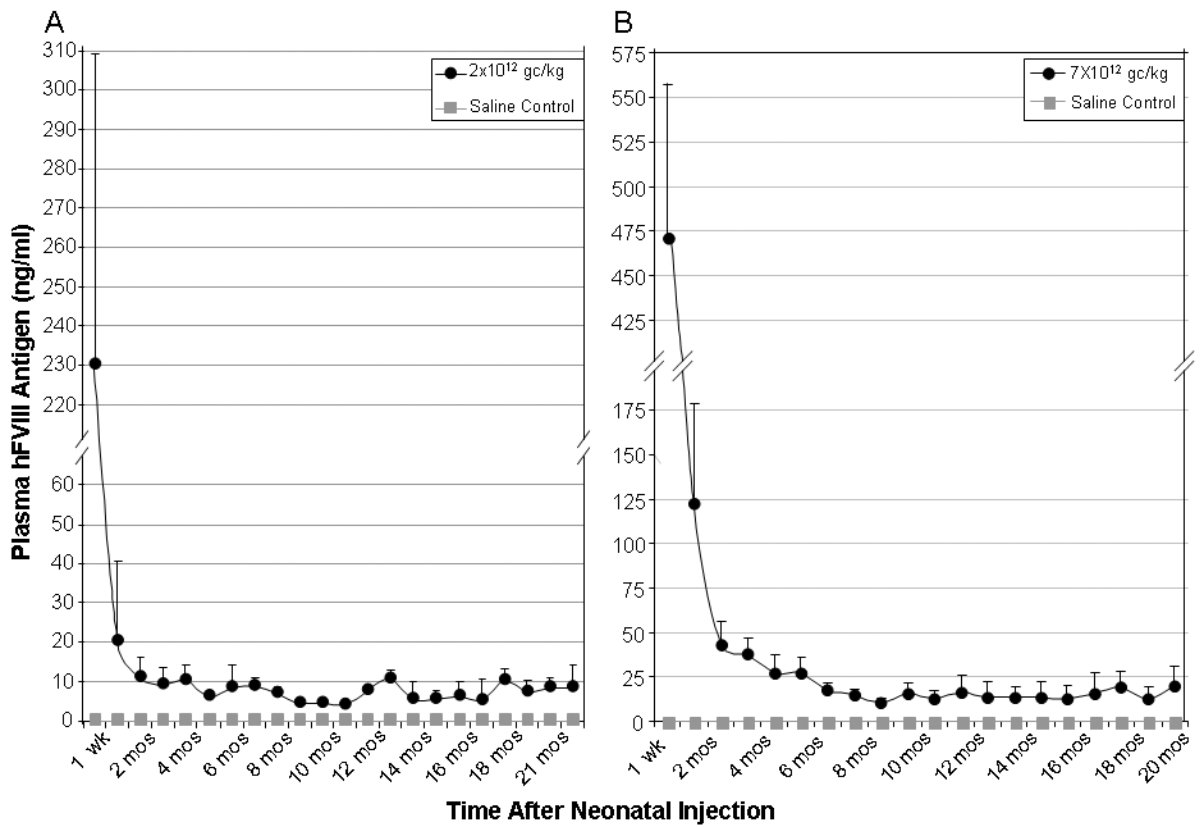 A
B
Plasma hFVIII Antigen (ng/ml)
310
300
290
280
270
260
250
240
230
220
60
50
40
30
20
10
0
2x10¹² gc/kg
Saline Control
1 wk
2 mos
4 mos
6 mos
8 mos
10 mos
12 mos
14 mos
16 mos
18 mos
21 mos
575
550
525
500
475
450
425
175
150
125
100
75
50
25
0
7X10¹² gc/kg
Saline Control
1 wk
2 mos
4 mos
6 mos
8 mos
10 mos
12 mos
14 mos
16 mos
18 mos
20 mos
Time After Neonatal Injection